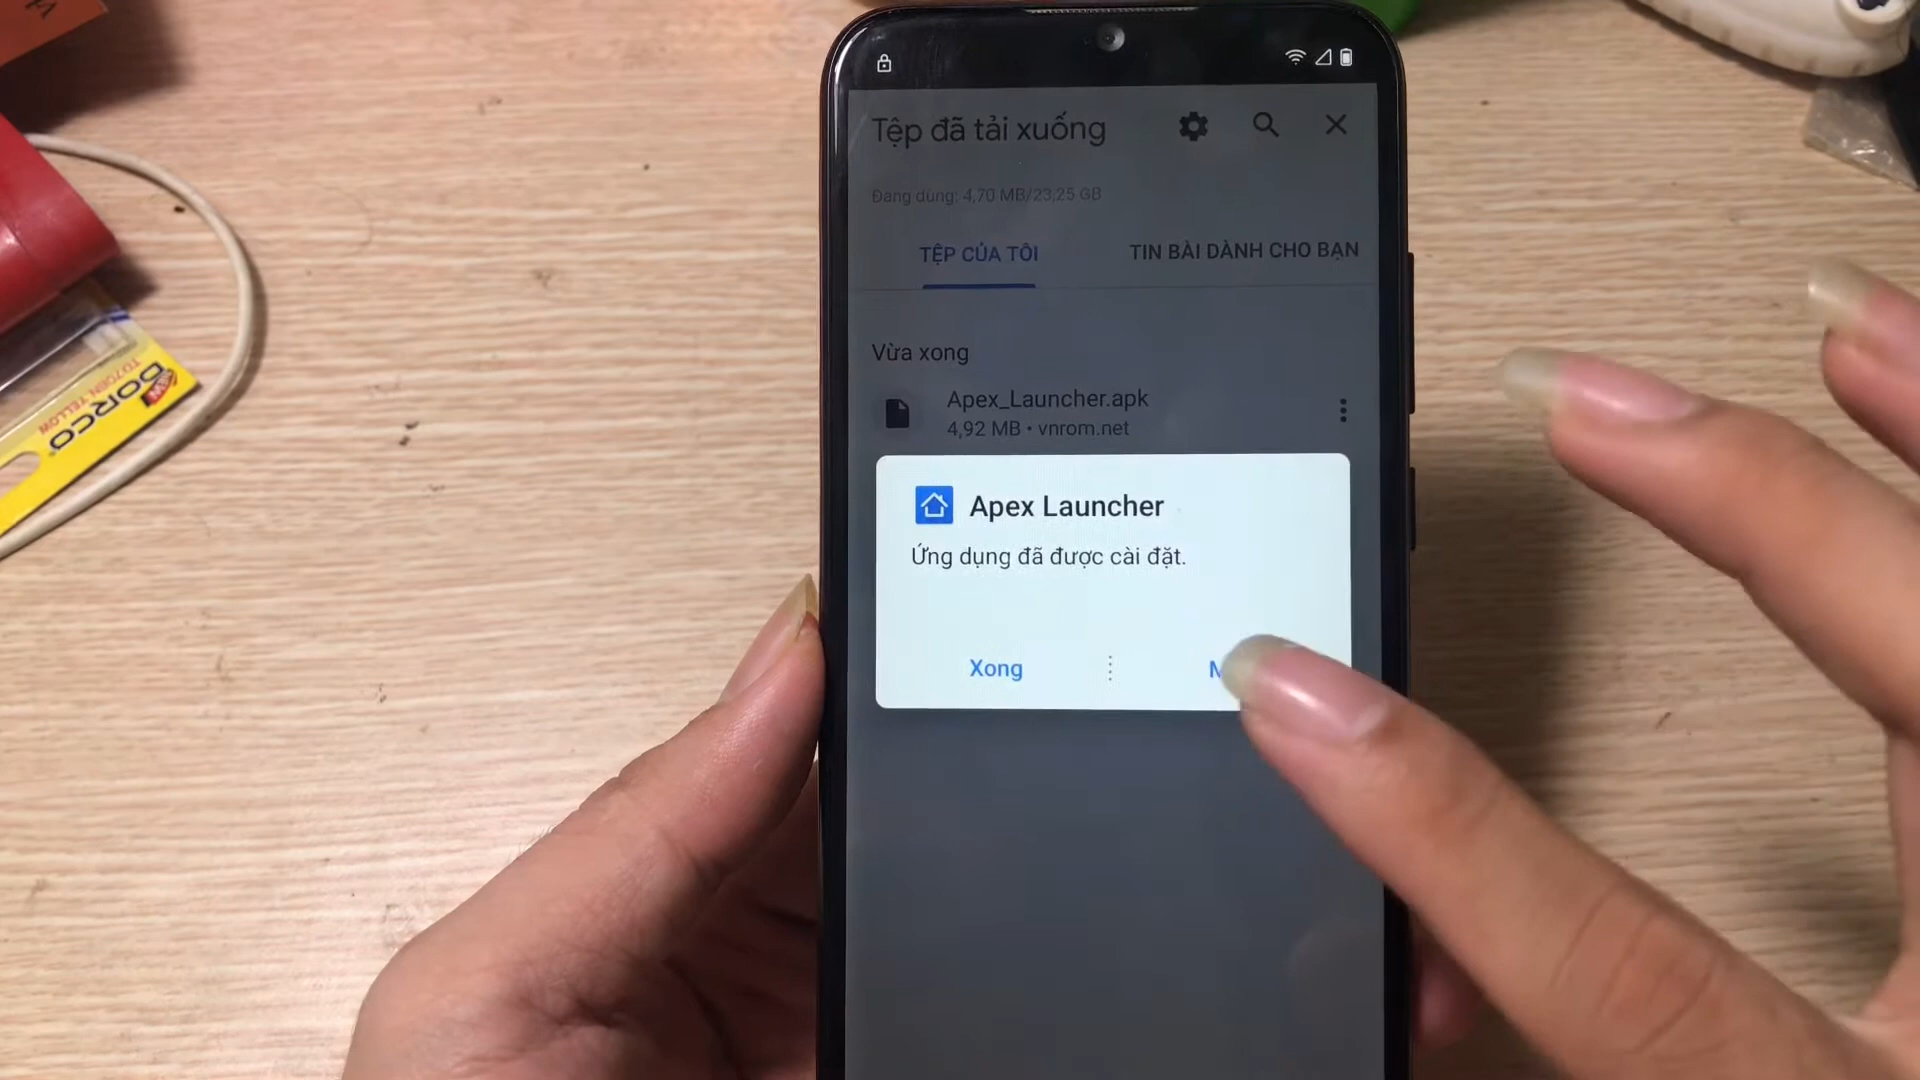 Tệp đã tải xuống
Đang dùng: 4,70 MB/23,25 GB
TỆP CỦA TÔI
TIN BÀI DÀNH CHO BẠN
Vừa xong
Apex_Launcher.apk
4,92 MB • vnrom.net
Apex Launcher
Ứng dụng đã được cài đặt.
Xong
NEW
DORCO